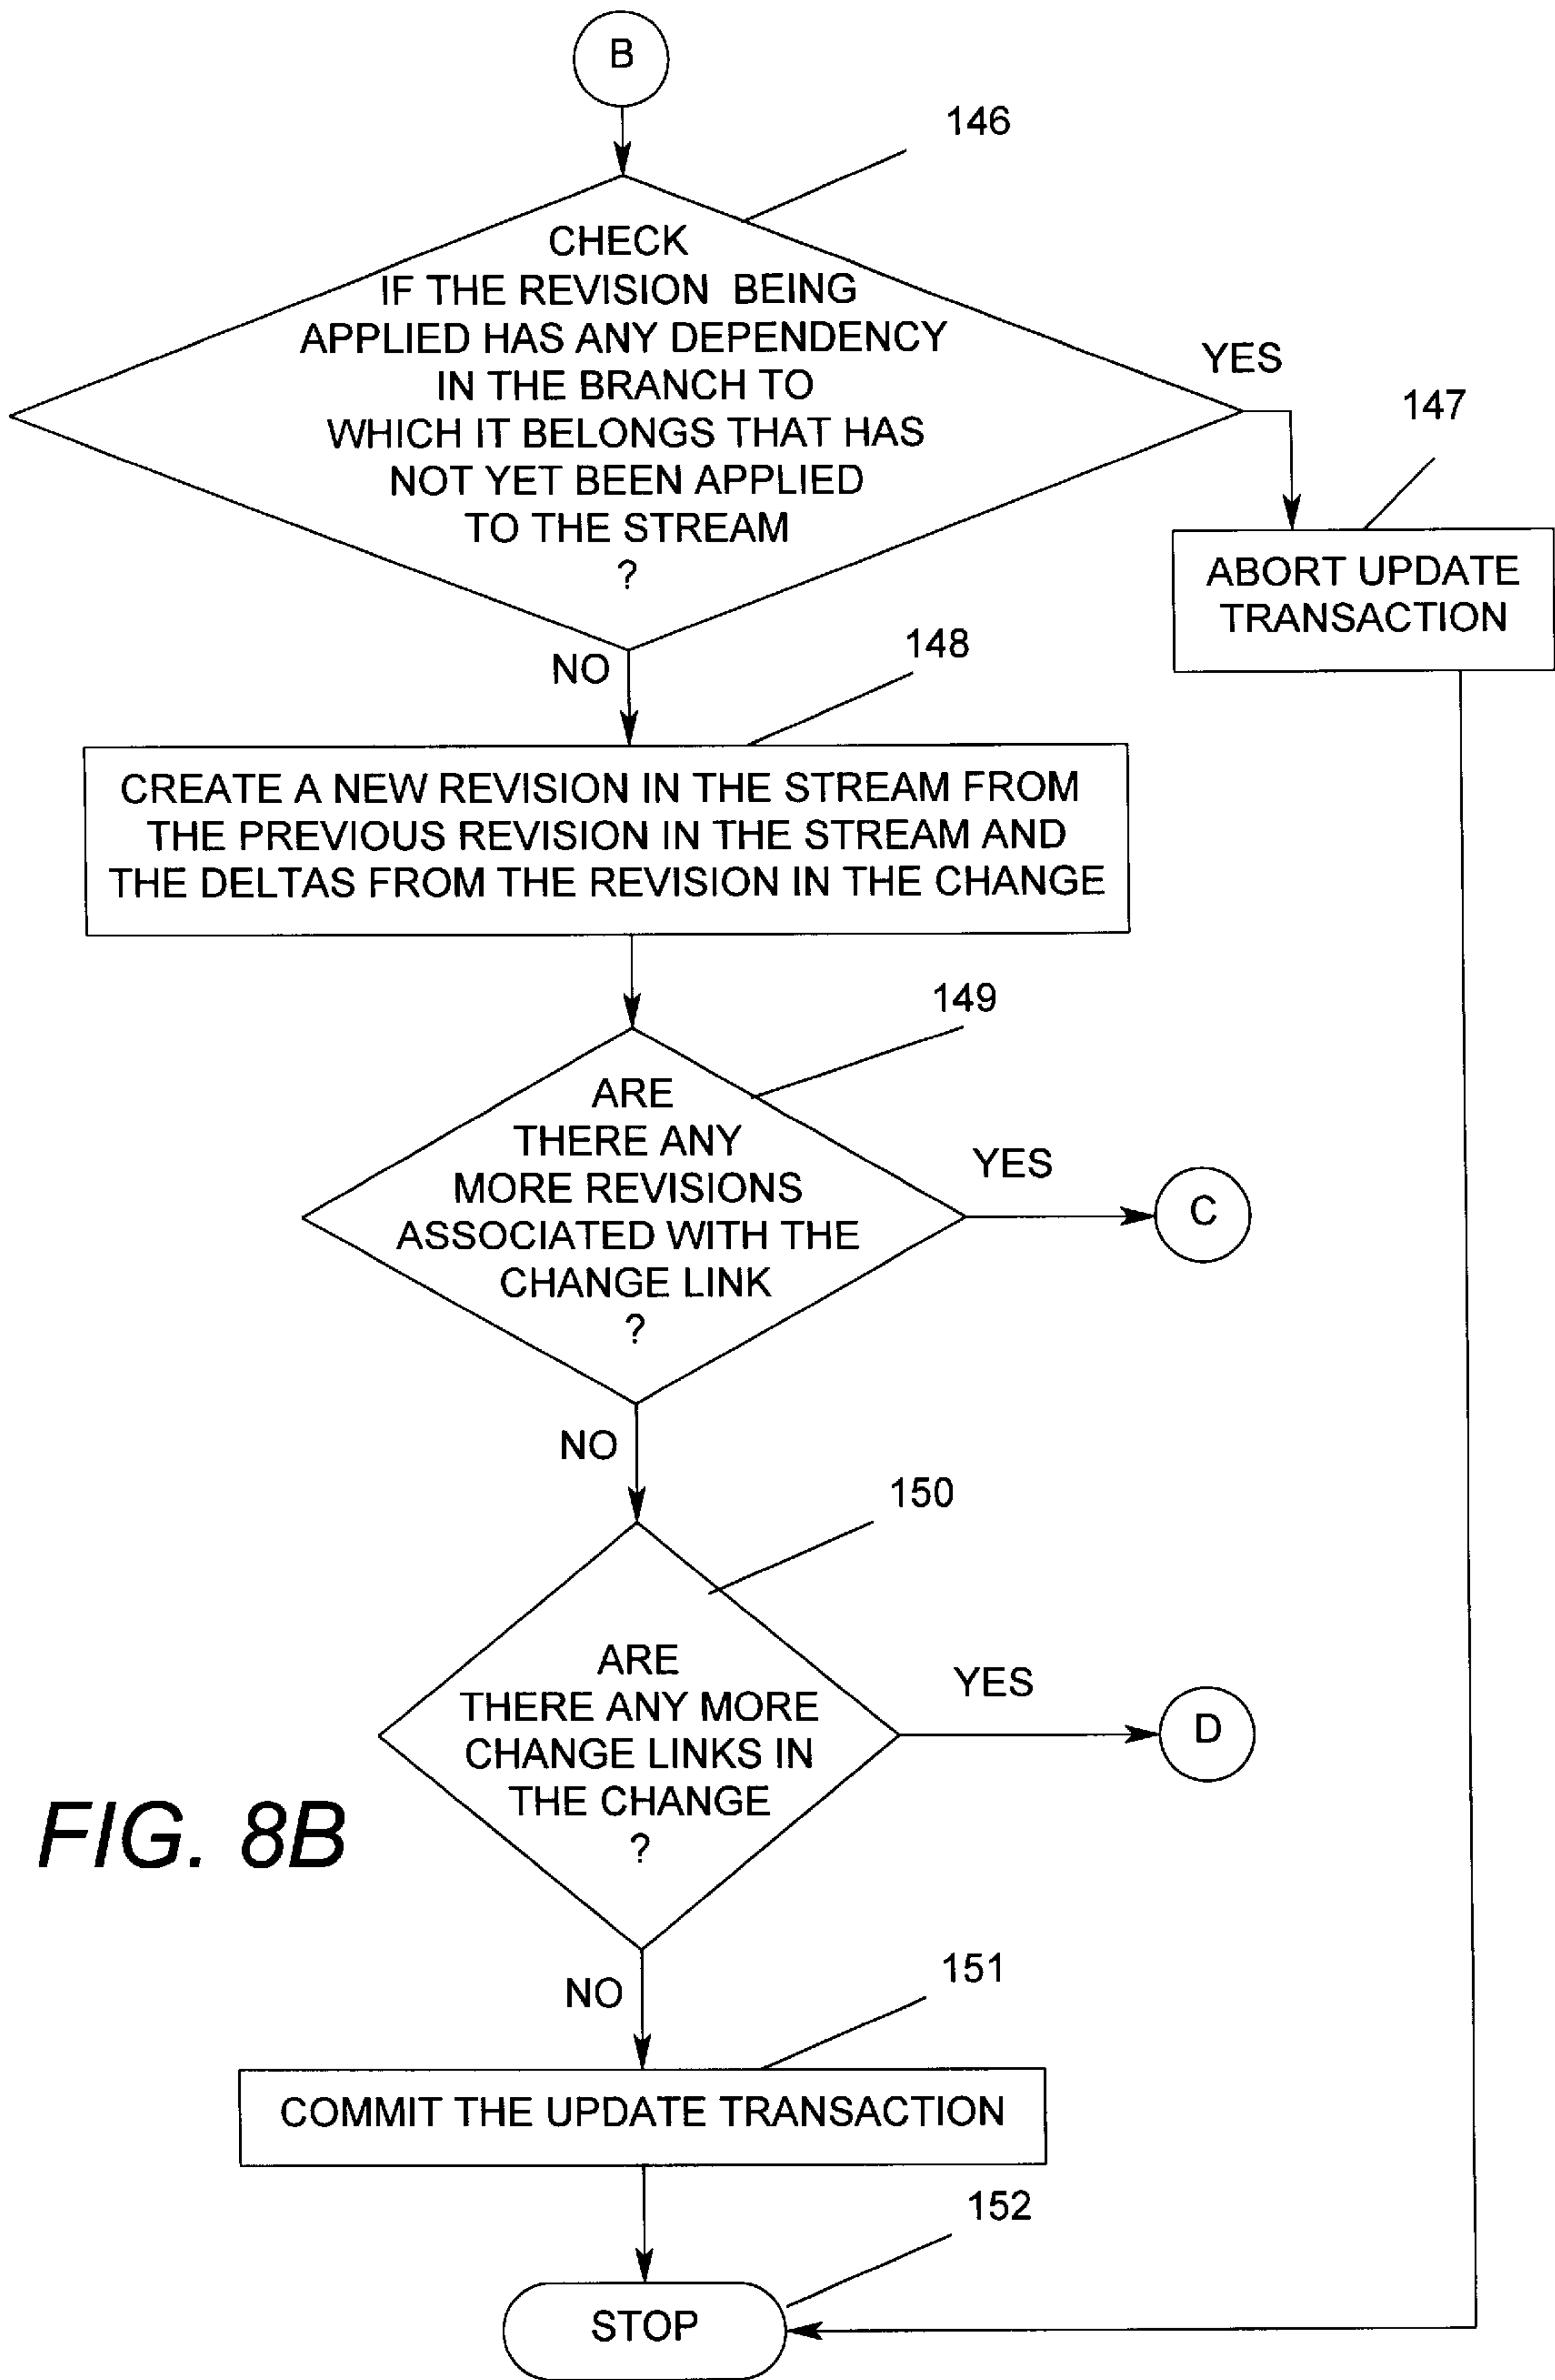 B
146
CHECK
IF THE REVISION BEING
APPLIED HAS ANY DEPENDENCY
IN THE BRANCH TO
WHICH IT BELONGS THAT HAS
NOT YET BEEN APPLIED
TO THE STREAM
?
YES
147
ABORT UPDATE
TRANSACTION
NO
148
CREATE A NEW REVISION IN THE STREAM FROM
THE PREVIOUS REVISION IN THE STREAM AND
THE DELTAS FROM THE REVISION IN THE CHANGE
149
ARE
THERE ANY
MORE REVISIONS
ASSOCIATED WITH THE
CHANGE LINK
?
YES
C
NO
150
ARE
THERE ANY MORE
CHANGE LINKS IN
THE CHANGE
?
YES
D
FIG. 8B
NO
151
COMMIT THE UPDATE TRANSACTION
152
STOP